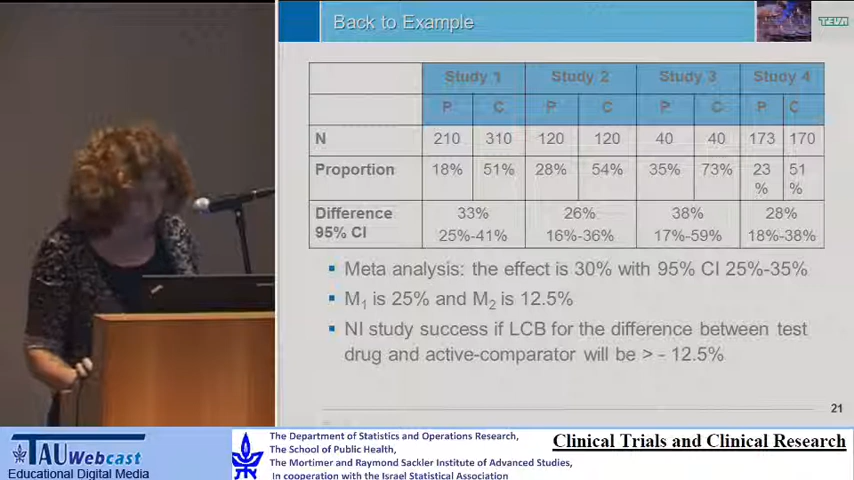 Back to Example
TEVA
Study 1 Study 2 Study 3 Study 4
P C P C P C P C
N 210 310 120 120 40 40 173 170
Proportion 18% 51% 28% 54% 35% 73% 23 % 51 %
Difference 95% CI 33% 25%-41% 26% 16%-36% 38% 17%-59% 28% 18%-38%
▪ Meta analysis: the effect is 30% with 95% CI 25%-35%
▪ M1 is 25% and M2 is 12.5%
▪ NI study success if LCB for the difference between test
drug and active-comparator will be > - 12.5%
21
TAU Webcast
Educational Digital Media
The Department of Statistics and Operations Research,
The School of Public Health,
The Mortimer and Raymond Sackler Institute of Advanced Studies,
In cooperation with the Israel Statistical Association
Clinical Trials and Clinical Research